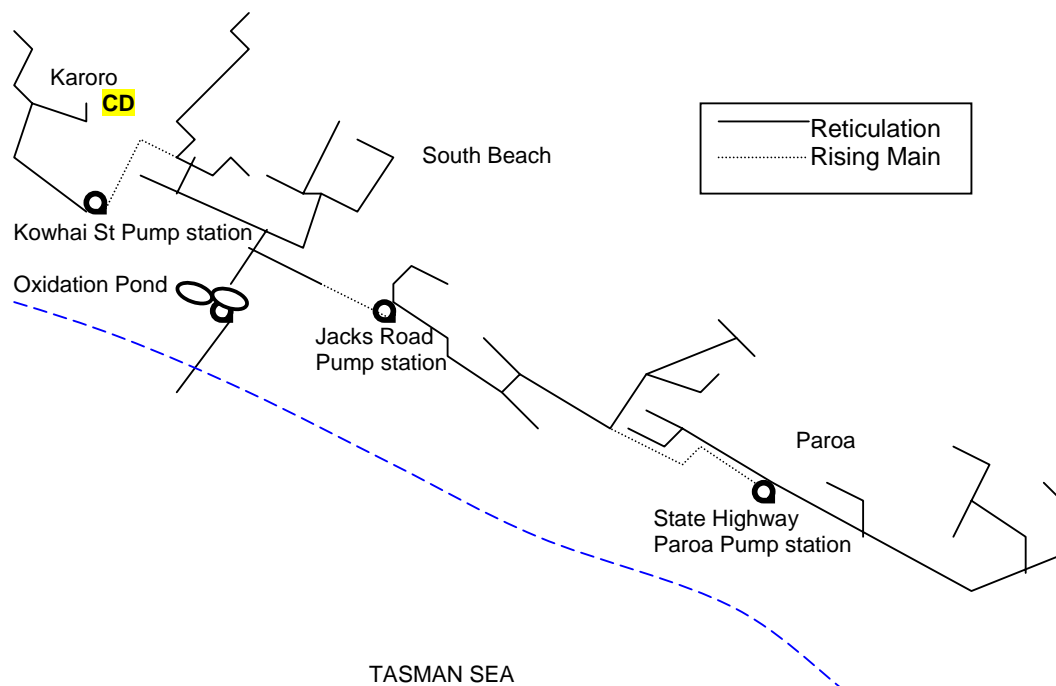 Karoro
CD
South Beach
Reticulation
Rising Main
Kowhai St Pump station
Oxidation Pond
Jacks Road
Pump station
Paroa
State Highway
Paroa Pump station
TASMAN SEA